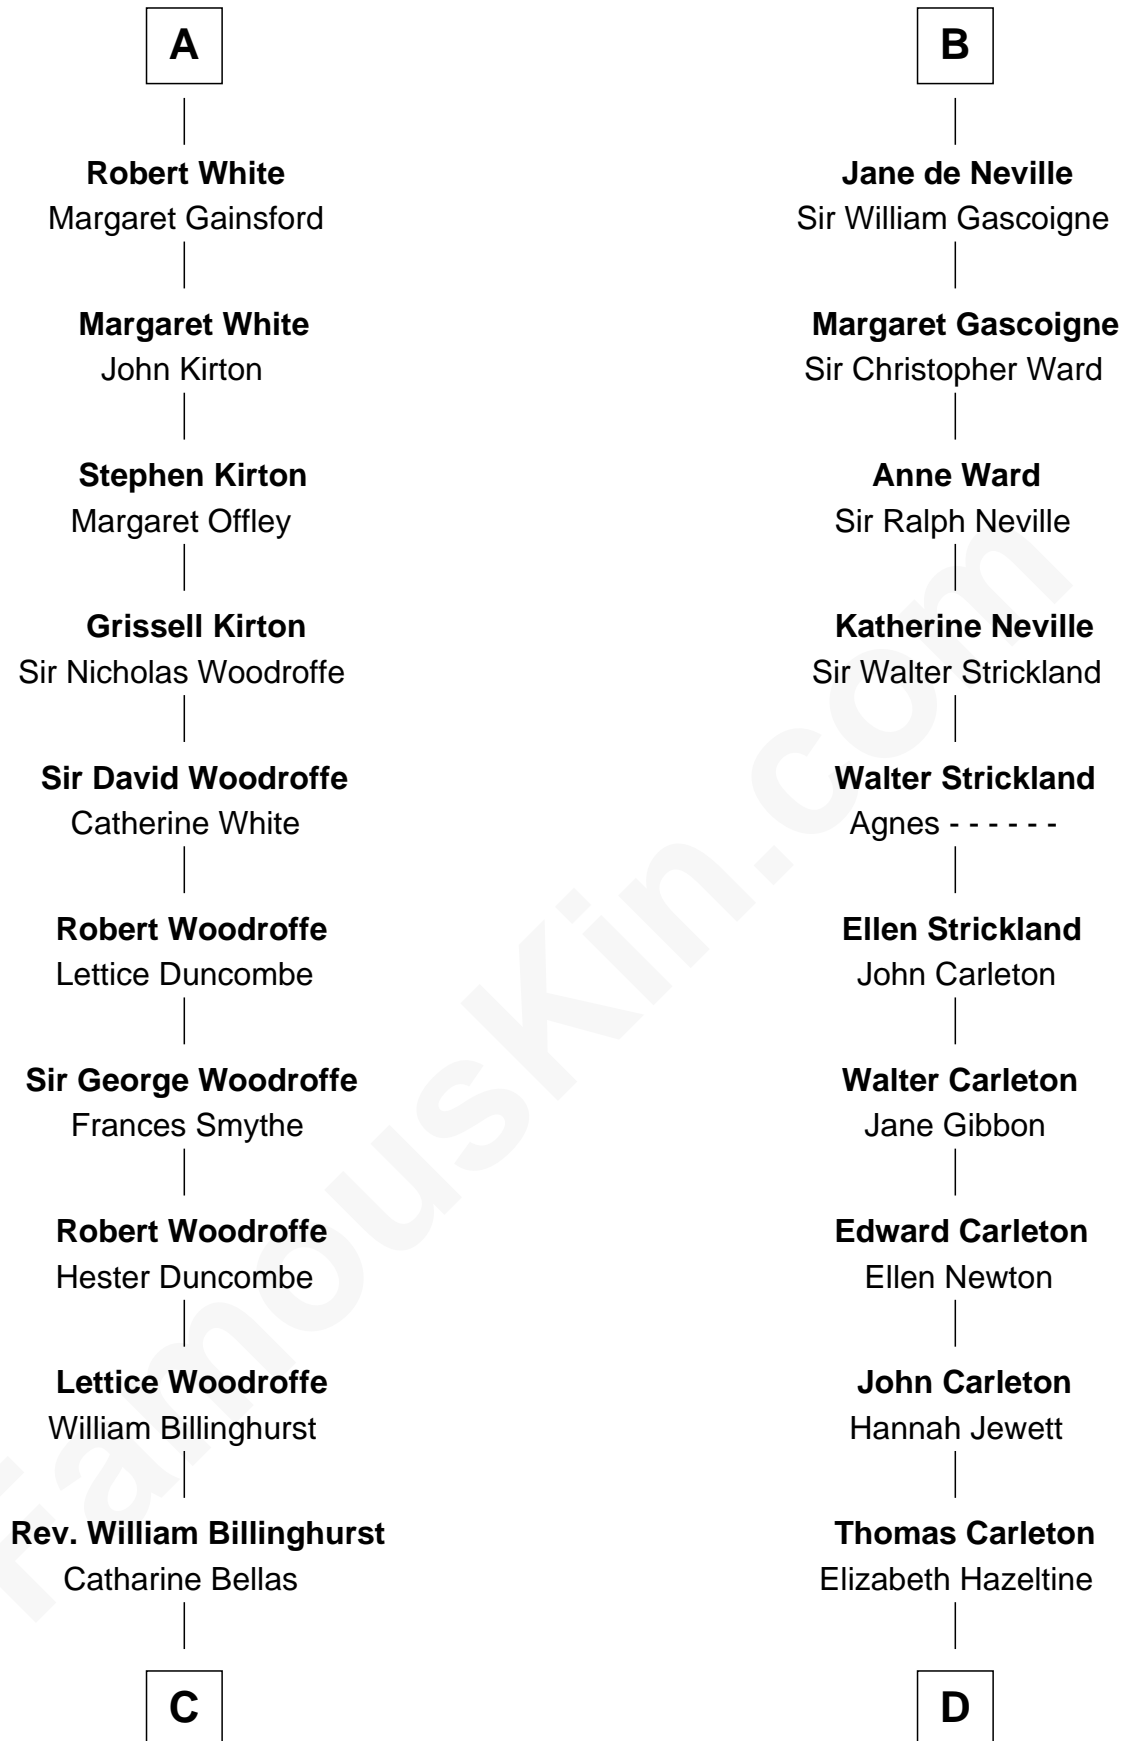 A
Robert White
Margaret Gainsford
Margaret White
John Kirton
Stephen Kirton
Margaret Offley
Grissell Kirton
Sir Nicholas Woodroffe
Sir David Woodroffe
Catherine White
Robert Woodroffe
Lettice Duncombe
Sir George Woodroffe
Frances Smythe
Robert Woodroffe
Hester Duncombe
Lettice Woodroffe
William Billinghurst
Rev. William Billinghurst
Catharine Bellas
C
B
Jane de Neville
Sir William Gascoigne
Margaret Gascoigne
Sir Christopher Ward
Anne Ward
Sir Ralph Neville
Katherine Neville
Sir Walter Strickland
Walter Strickland
Agnes - - - - - -
Ellen Strickland
John Carleton
Walter Carleton
Jane Gibbon
Edward Carleton
Ellen Newton
John Carleton
Hannah Jewett
Thomas Carleton
Elizabeth Hazeltine
D
FamousKin.com